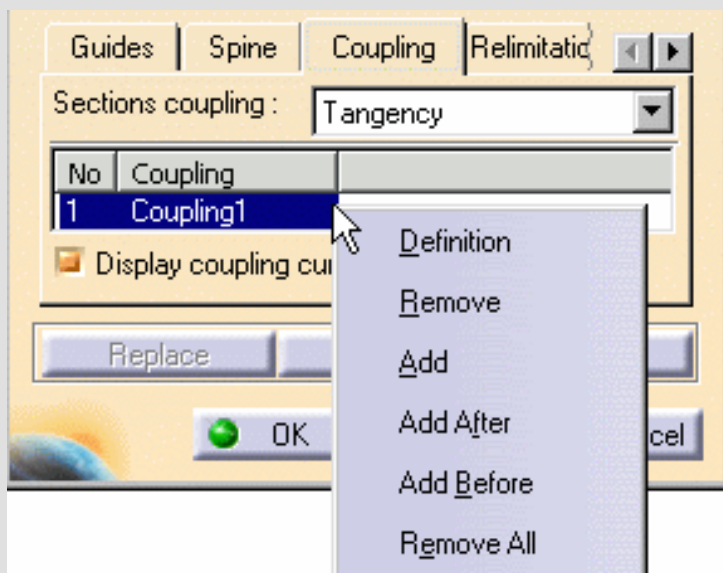 Guides Spine Coupling Relimitatic
Sections coupling : Tangency
No Coupling
1 Coupling1
Display coupling cu
Definition
Remove
Replace
Add
Add After
OK
cel
Add Before
Remove All